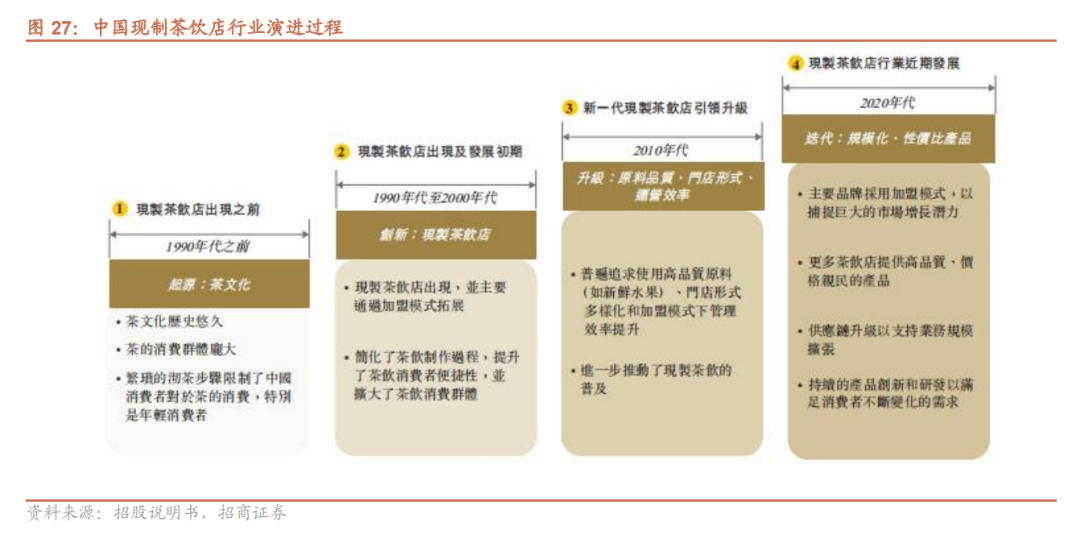 图 27：中国现制茶饮店行业演进过程
1 現製茶飲店出現之前
1990年代之前
起源：茶文化
• 茶文化歷史悠久
• 茶的消費群體龐大
• 繁瑣的沏茶步驟限制了中國
消費者對於茶的消費，特別
是年輕消費者
2 現製茶飲店出現及發展初期
1990年代至2000年代
創新：現製茶飲店
• 現製茶飲店出現，並主要
通過加盟模式拓展
• 簡化了茶飲制作過程，提升
了茶飲消費者便捷性，並
擴大了茶飲消費群體
3 新一代現製茶飲店引領升級
2010年代
升級：原料品質、門店形式、
運營效率
• 普遍追求使用高品質原料
（如新鮮水果）、門店形式
多樣化和加盟模式下管理
效率提升
• 進一步推動了現製茶飲的
普及
4 現製茶飲店行業近期發展
2020年代
迭代：規模化、性價比產品
• 主要品牌採用加盟模式，以
捕捉巨大的市場增長潛力
• 更多茶飲店提供高品質、價
格親民的產品
• 供應鏈升級以支持業務規模
擴張
• 持續的產品創新和研發以滿
足消費者不斷變化的需求
资料来源：招股说明书、招商证券